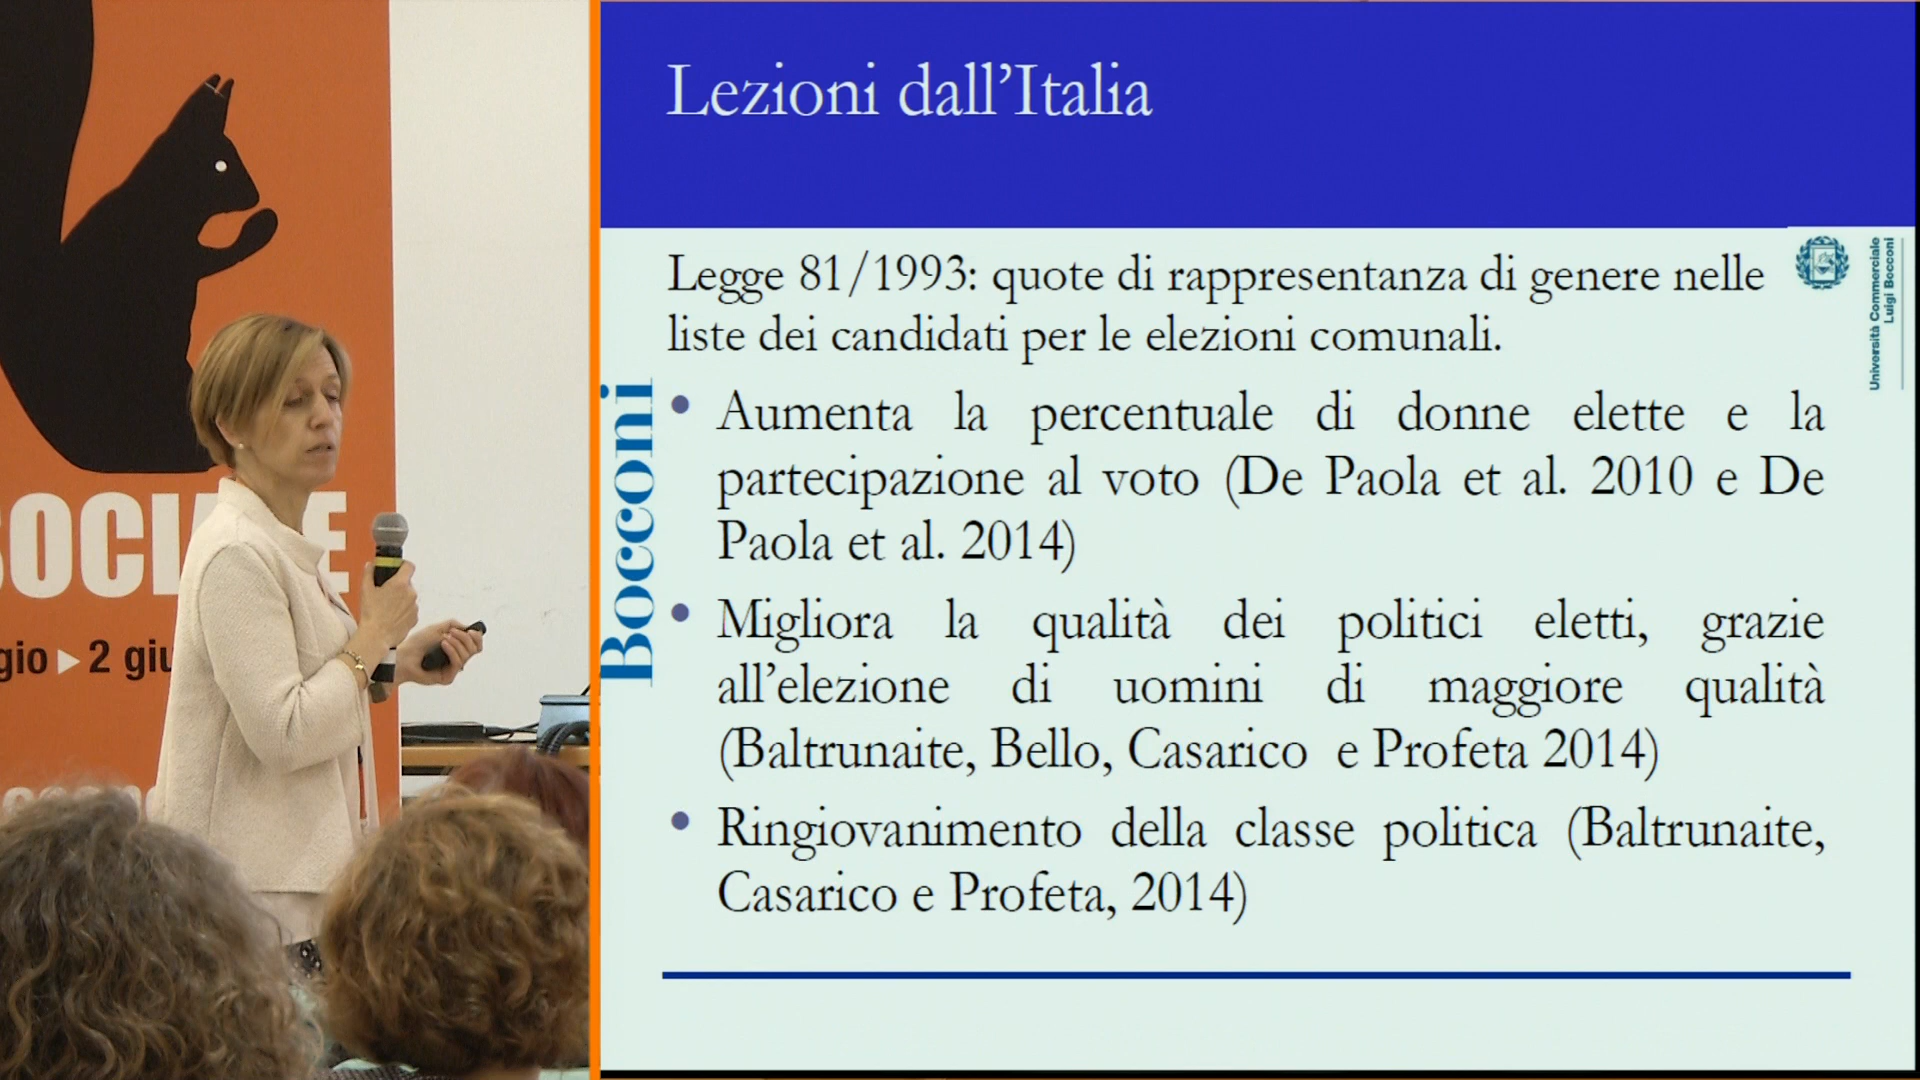 Lezioni dall’Italia
Legge 81/1993: quote di rappresentanza di genere nelle
liste dei candidati per le elezioni comunali.
• Aumenta la percentuale di donne elette e la
partecipazione al voto (De Paola et al. 2010 e De
Paola et al. 2014)
• Migliora la qualità dei politici eletti, grazie
all’elezione di uomini di maggiore qualità
(Baltrunaite, Bello, Casarico e Profeta 2014)
• Ringiovanimento della classe politica (Baltrunaite,
Casarico e Profeta, 2014)
Bocconi
Università Commerciale
Luigi Bocconi
2